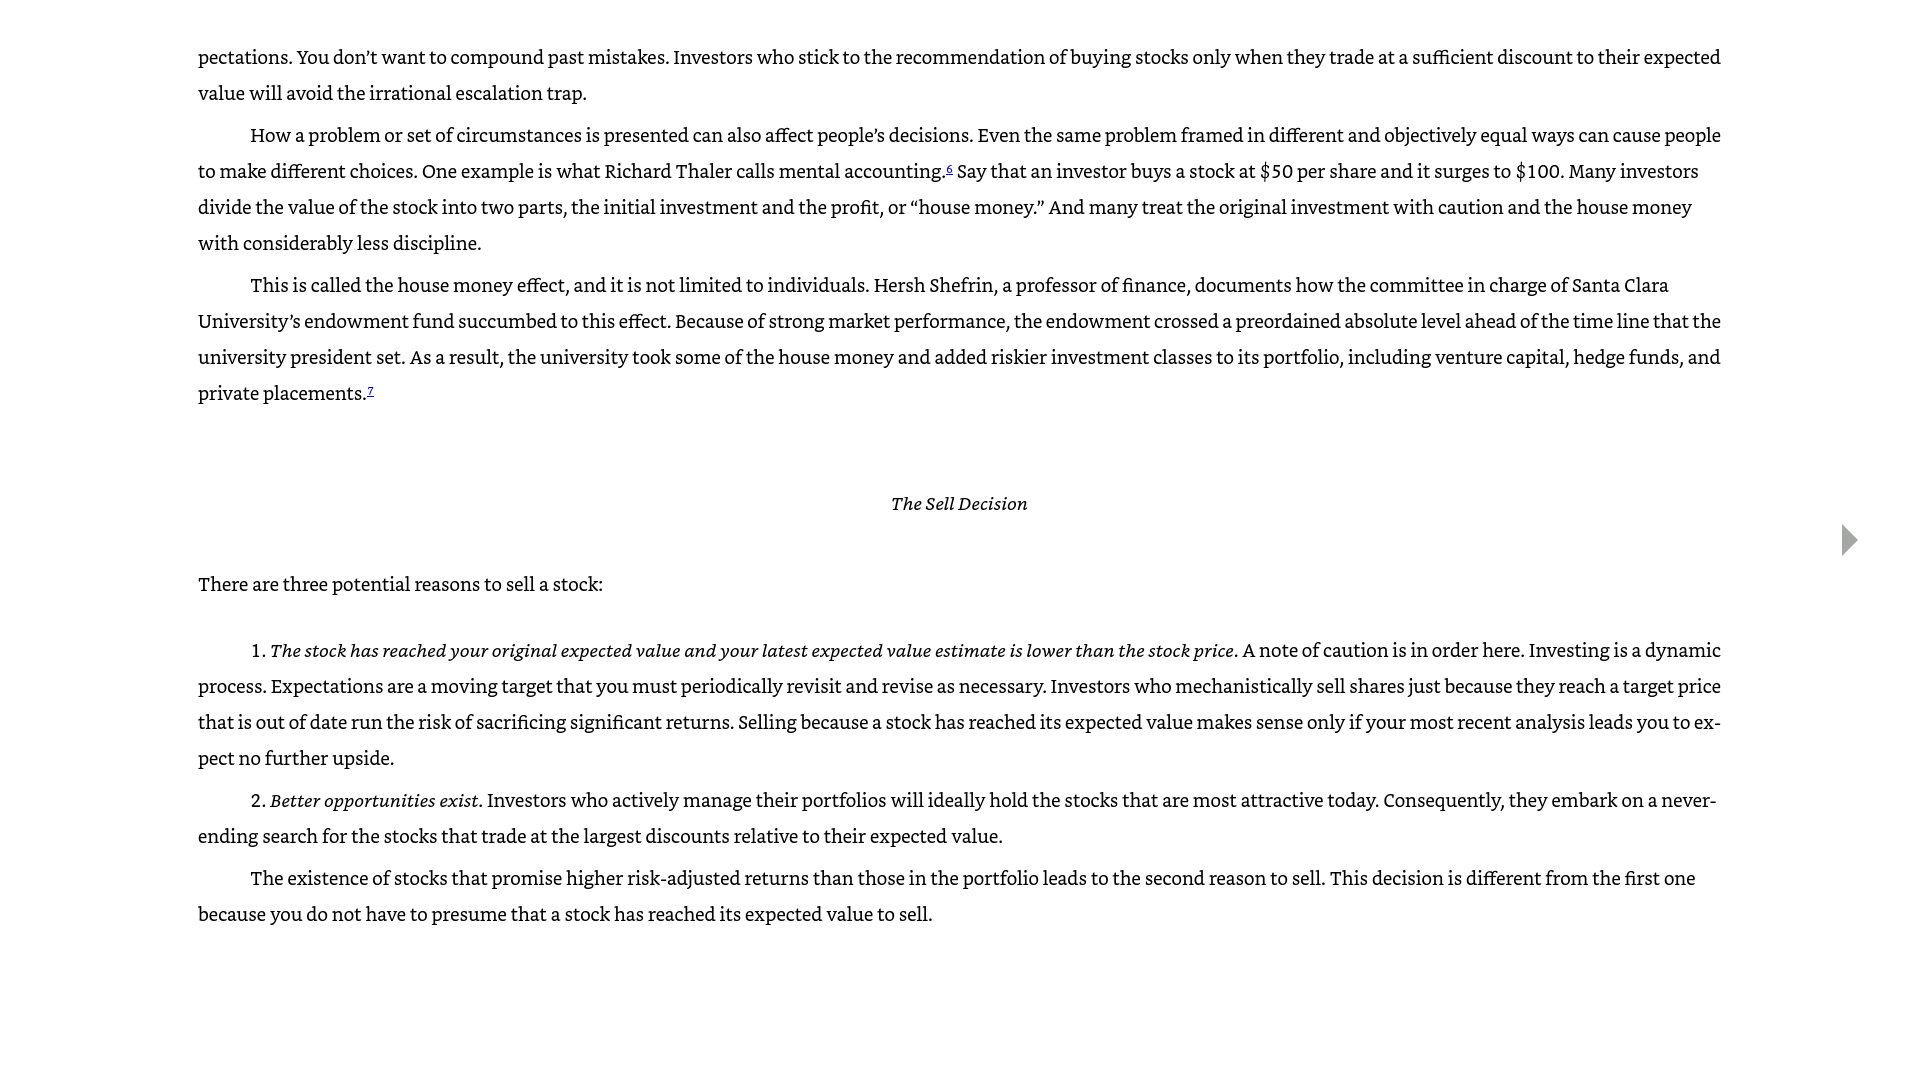 pectations. You don’t want to compound past mistakes. Investors who stick to the recommendation of buying stocks only when they trade at a sufficient discount to their expected
value will avoid the irrational escalation trap.
How a problem or set of circumstances is presented can also affect people’s decisions. Even the same problem framed in different and objectively equal ways can cause people
to make different choices. One example is what Richard Thaler calls mental accounting.6 Say that an investor buys a stock at $50 per share and it surges to $100. Many investors
divide the value of the stock into two parts, the initial investment and the profit, or “house money.” And many treat the original investment with caution and the house money
with considerably less discipline.
This is called the house money effect, and it is not limited to individuals. Hersh Shefrin, a professor of finance, documents how the committee in charge of Santa Clara
University’s endowment fund succumbed to this effect. Because of strong market performance, the endowment crossed a preordained absolute level ahead of the time line that the
university president set. As a result, the university took some of the house money and added riskier investment classes to its portfolio, including venture capital, hedge funds, and
private placements.7
The Sell Decision
There are three potential reasons to sell a stock:
1. The stock has reached your original expected value and your latest expected value estimate is lower than the stock price. A note of caution is in order here. Investing is a dynamic
process. Expectations are a moving target that you must periodically revisit and revise as necessary. Investors who mechanistically sell shares just because they reach a target price
that is out of date run the risk of sacrificing significant returns. Selling because a stock has reached its expected value makes sense only if your most recent analysis leads you to ex-
pect no further upside.
2. Better opportunities exist. Investors who actively manage their portfolios will ideally hold the stocks that are most attractive today. Consequently, they embark on a never-
ending search for the stocks that trade at the largest discounts relative to their expected value.
The existence of stocks that promise higher risk-adjusted returns than those in the portfolio leads to the second reason to sell. This decision is different from the first one
because you do not have to presume that a stock has reached its expected value to sell.